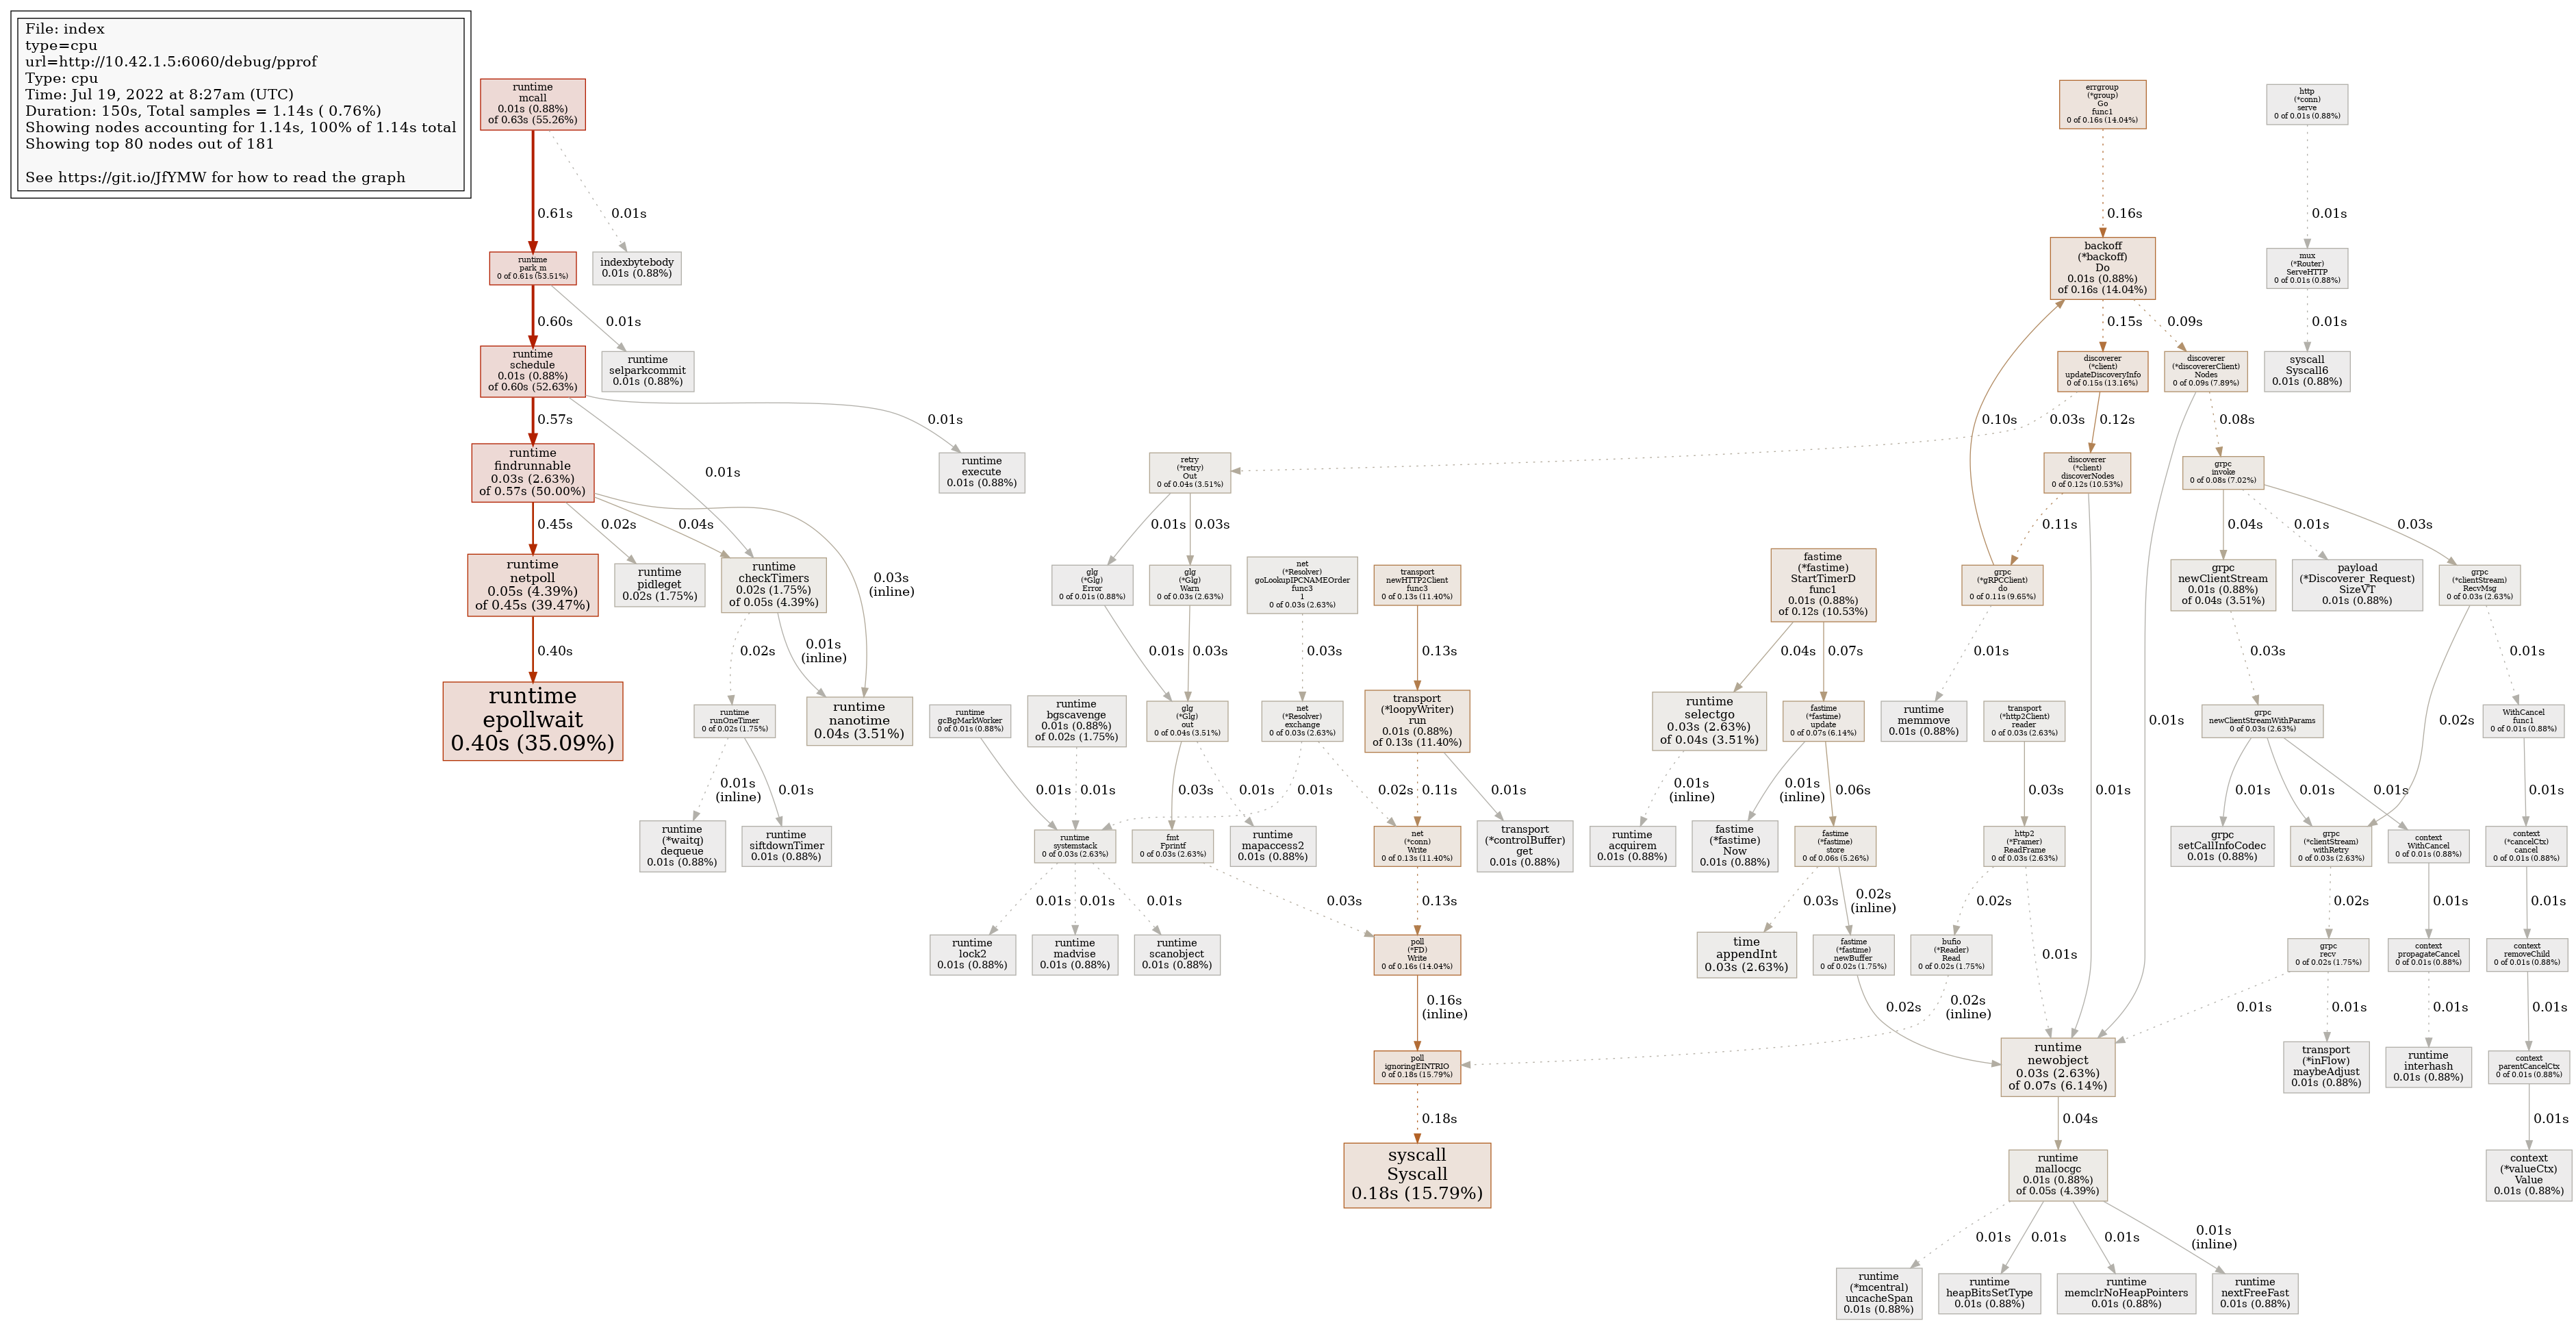 File: index
type=cpu
url=http://10.42.1.5:6060/debug/pprof
Type: cpu
Time: Jul 19, 2022 at 8:27am (UTC)
Duration: 150s, Total samples = 1.14s ( 0.76%)
Showing nodes accounting for 1.14s, 100% of 1.14s total
Showing top 80 nodes out of 181
See https://git.io/JfYMW for how to read the graph
runtime
mcall
0.01s (0.88%)
of 0.63s (55.26%)
errgroup
(*group)
Go
func1
0 of 0.16s (14.04%)
http
(*conn)
serve
0 of 0.01s (0.88%)
0.61s
0.01s
0.16s
0.01s
runtime
park_m
0 of 0.61s (53.51%)
indexbytebody
0.01s (0.88%)
backoff
(*backoff)
Do
0.01s (0.88%)
of 0.16s (14.04%)
mux
(*Router)
ServeHTTP
0 of 0.01s (0.88%)
0.60s
0.01s
0.15s
0.09s
0.01s
runtime
schedule
0.01s (0.88%)
of 0.60s (52.63%)
runtime
selparkcommit
0.01s (0.88%)
discoverer
(*client)
updateDiscoveryInfo
0 of 0.15s (13.16%)
discoverer
(*discovererClient)
Nodes
0 of 0.09s (7.89%)
syscall
Syscall6
0.01s (0.88%)
0.57s
0.01s
0.01s
0.10s
0.03s
0.12s
0.08s
runtime
findrunnable
0.03s (2.63%)
of 0.57s (50.00%)
runtime
execute
0.01s (0.88%)
retry
(*retry)
Out
0 of 0.04s (3.51%)
discoverer
(*client)
discoverNodes
0 of 0.12s (10.53%)
grpc
invoke
0 of 0.08s (7.02%)
0.45s
0.02s
0.04s
0.03s
(inline)
0.01s
0.03s
0.11s
0.04s
0.01s
0.03s
runtime
netpoll
0.05s (4.39%)
of 0.45s (39.47%)
runtime
pidleget
0.02s (1.75%)
runtime
checkTimers
0.02s (1.75%)
of 0.05s (4.39%)
glg
(*Glg)
Error
0 of 0.01s (0.88%)
glg
(*Glg)
Warn
0 of 0.03s (2.63%)
net
(*Resolver)
goLookupIPCNAMEOrder
func3
1
0 of 0.03s (2.63%)
transport
newHTTP2Client
func3
0 of 0.13s (11.40%)
fastime
(*fastime)
StartTimerD
func1
0.01s (0.88%)
of 0.12s (10.53%)
grpc
(*gRPCClient)
do
0 of 0.11s (9.65%)
grpc
newClientStream
0.01s (0.88%)
of 0.04s (3.51%)
payload
(*Discoverer_Request)
SizeVT
0.01s (0.88%)
grpc
(*clientStream)
RecvMsg
0 of 0.03s (2.63%)
0.40s
0.02s
0.01s
(inline)
0.01s
0.03s
0.03s
0.13s
0.04s
0.07s
0.01s
0.03s
0.01s
runtime
epollwait
0.40s (35.09%)
runtime
runOneTimer
0 of 0.02s (1.75%)
runtime
nanotime
0.04s (3.51%)
runtime
gcBgMarkWorker
0 of 0.01s (0.88%)
runtime
bgscavenge
0.01s (0.88%)
of 0.02s (1.75%)
glg
(*Glg)
out
0 of 0.04s (3.51%)
net
(*Resolver)
exchange
0 of 0.03s (2.63%)
transport
(*loopyWriter)
run
0.01s (0.88%)
of 0.13s (11.40%)
runtime
selectgo
0.03s (2.63%)
of 0.04s (3.51%)
fastime
(*fastime)
update
0 of 0.07s (6.14%)
runtime
memmove
0.01s (0.88%)
transport
(*http2Client)
reader
0 of 0.03s (2.63%)
0.01s
grpc
newClientStreamWithParams
0 of 0.03s (2.63%)
0.02s
WithCancel
func1
0 of 0.01s (0.88%)
0.01s
(inline)
0.01s
0.01s
0.01s
0.03s
0.01s
0.01s
0.02s
0.11s
0.01s
0.01s
(inline)
0.01s
(inline)
0.06s
0.03s
0.01s
0.01s
0.01s
0.01s
0.01s
runtime
(*waitq)
dequeue
0.01s (0.88%)
runtime
siftdownTimer
0.01s (0.88%)
runtime
systemstack
0 of 0.03s (2.63%)
fmt
Fprintf
0 of 0.03s (2.63%)
runtime
mapaccess2
0.01s (0.88%)
net
(*conn)
Write
0 of 0.13s (11.40%)
transport
(*controlBuffer)
get
0.01s (0.88%)
runtime
acquirem
0.01s (0.88%)
fastime
(*fastime)
Now
0.01s (0.88%)
fastime
(*fastime)
store
0 of 0.06s (5.26%)
http2
(*Framer)
ReadFrame
0 of 0.03s (2.63%)
grpc
setCallInfoCodec
0.01s (0.88%)
grpc
(*clientStream)
withRetry
0 of 0.03s (2.63%)
context
WithCancel
0 of 0.01s (0.88%)
context
(*cancelCtx)
cancel
0 of 0.01s (0.88%)
0.01s
0.01s
0.01s
0.03s
0.13s
0.03s
0.02s
(inline)
0.02s
0.01s
0.02s
0.01s
0.01s
runtime
lock2
0.01s (0.88%)
runtime
madvise
0.01s (0.88%)
runtime
scanobject
0.01s (0.88%)
poll
(*FD)
Write
0 of 0.16s (14.04%)
time
appendInt
0.03s (2.63%)
fastime
(*fastime)
newBuffer
0 of 0.02s (1.75%)
bufio
(*Reader)
Read
0 of 0.02s (1.75%)
grpc
recv
0 of 0.02s (1.75%)
context
propagateCancel
0 of 0.01s (0.88%)
context
removeChild
0 of 0.01s (0.88%)
0.16s
(inline)
0.02s
0.02s
(inline)
0.01s
0.01s
0.01s
0.01s
poll
ignoringEINTRIO
0 of 0.18s (15.79%)
runtime
newobject
0.03s (2.63%)
of 0.07s (6.14%)
transport
(*inFlow)
maybeAdjust
0.01s (0.88%)
runtime
interhash
0.01s (0.88%)
context
parentCancelCtx
0 of 0.01s (0.88%)
0.18s
0.04s
0.01s
syscall
Syscall
0.18s (15.79%)
runtime
mallocgc
0.01s (0.88%)
of 0.05s (4.39%)
context
(*valueCtx)
Value
0.01s (0.88%)
0.01s
0.01s
0.01s
0.01s
(inline)
runtime
(*mcentral)
uncacheSpan
0.01s (0.88%)
runtime
heapBitsSetType
0.01s (0.88%)
runtime
memclrNoHeapPointers
0.01s (0.88%)
runtime
nextFreeFast
0.01s (0.88%)